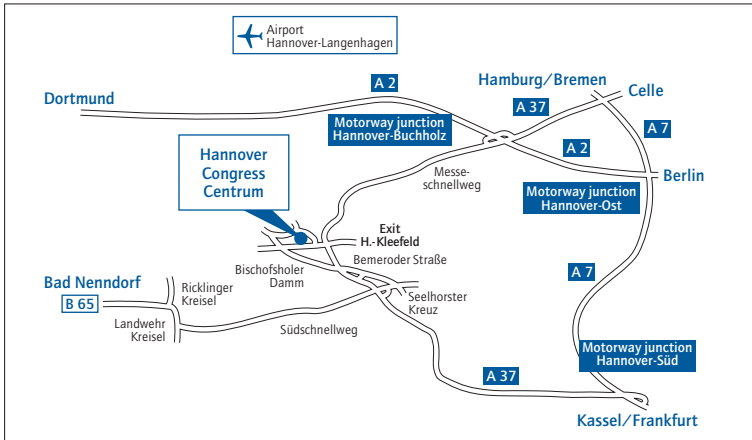 Airport
Hannover-Langenhagen
A 2
Hamburg/Bremen
Celle
Dortmund
A 37
Motorway junction
Hannover-Buchholz
A 7
Hannover
Congress
Centrum
A 2
Messe-
schnellweg
Berlin
Motorway junction
Hannover-Ost
Exit
H.-Kleefeld
Bemeroder Straße
Bischofsholer
Damm
A 7
Bad Nenndorf
B 65
Ricklinger
Kreisel
Seelhorster
Kreuz
Landwehr
Kreisel
Südschnellweg
Motorway junction
Hannover-Süd
A 37
Kassel/Frankfurt